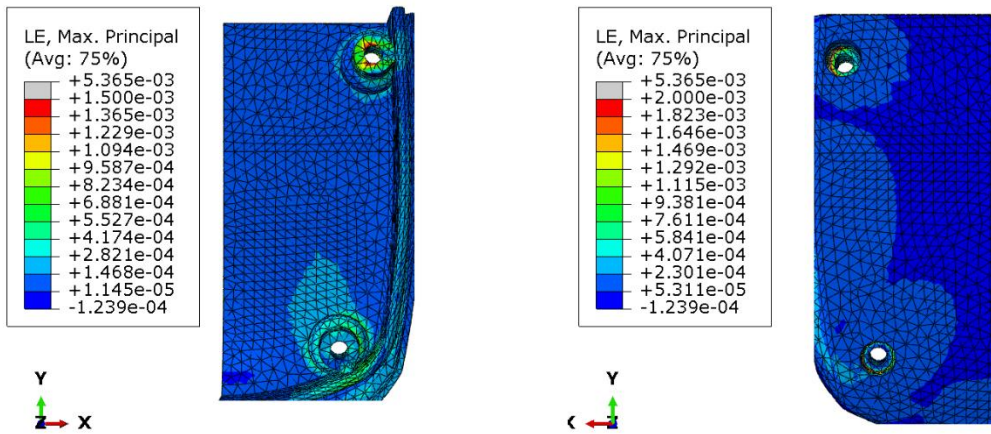 LE, Max. Principal
(Avg: 75%)
+5.365e-03
+1.500e-03
+1.365e-03
+1.229e-03
+1.094e-03
+9.587e-04
+8.234e-04
+6.881e-04
+5.527e-04
+4.174e-04
+2.821e-04
+1.468e-04
+1.145e-05
-1.239e-04
Y
Z
X
LE, Max. Principal
(Avg: 75%)
+5.365e-03
+2.000e-03
+1.823e-03
+1.646e-03
+1.469e-03
+1.292e-03
+1.115e-03
+9.381e-04
+7.611e-04
+5.841e-04
+4.071e-04
+2.301e-04
+5.311e-05
-1.239e-04
Y